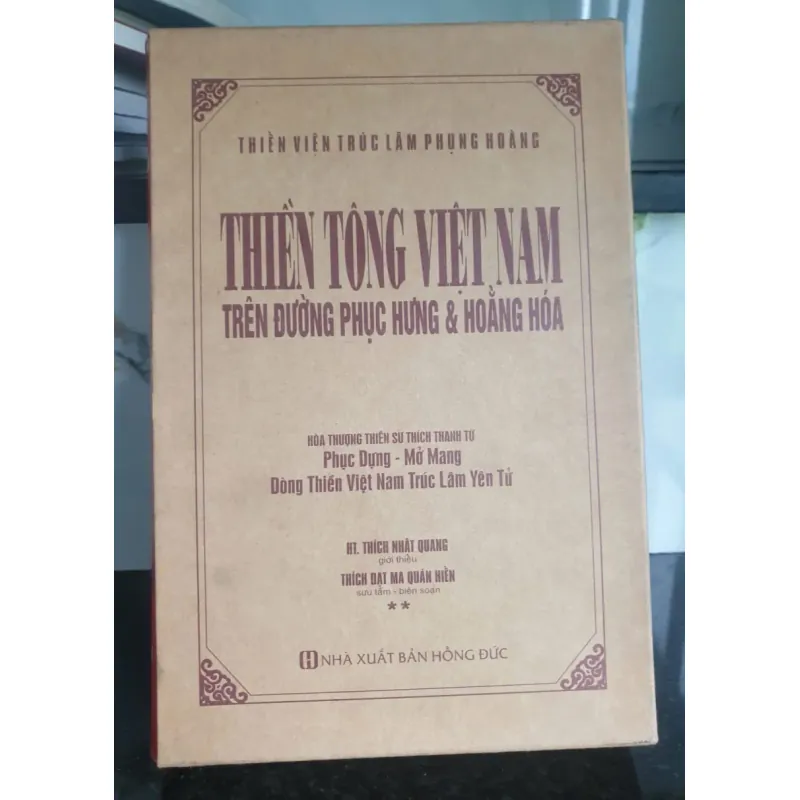 THIỀN VIỆN TRÚC LÂM PHỤNG HOÀNG
THIỀN TÔNG VIỆT NAM
TRÊN ĐƯỜNG PHỤC HƯNG & HOẰNG HÓA
HÒA THƯỢNG THIỀN SƯ THÍCH THANH TỪ
Phục Dựng - Mở Mang
Dòng Thiền Việt Nam Trúc Lâm Yên Tử
HT. THÍCH NHẬT QUANG
giới thiệu
THÍCH ĐẠT MA QUÁN HIỀN
sưu tầm - biên soạn
**
NHÀ XUẤT BẢN HỒNG ĐỨC